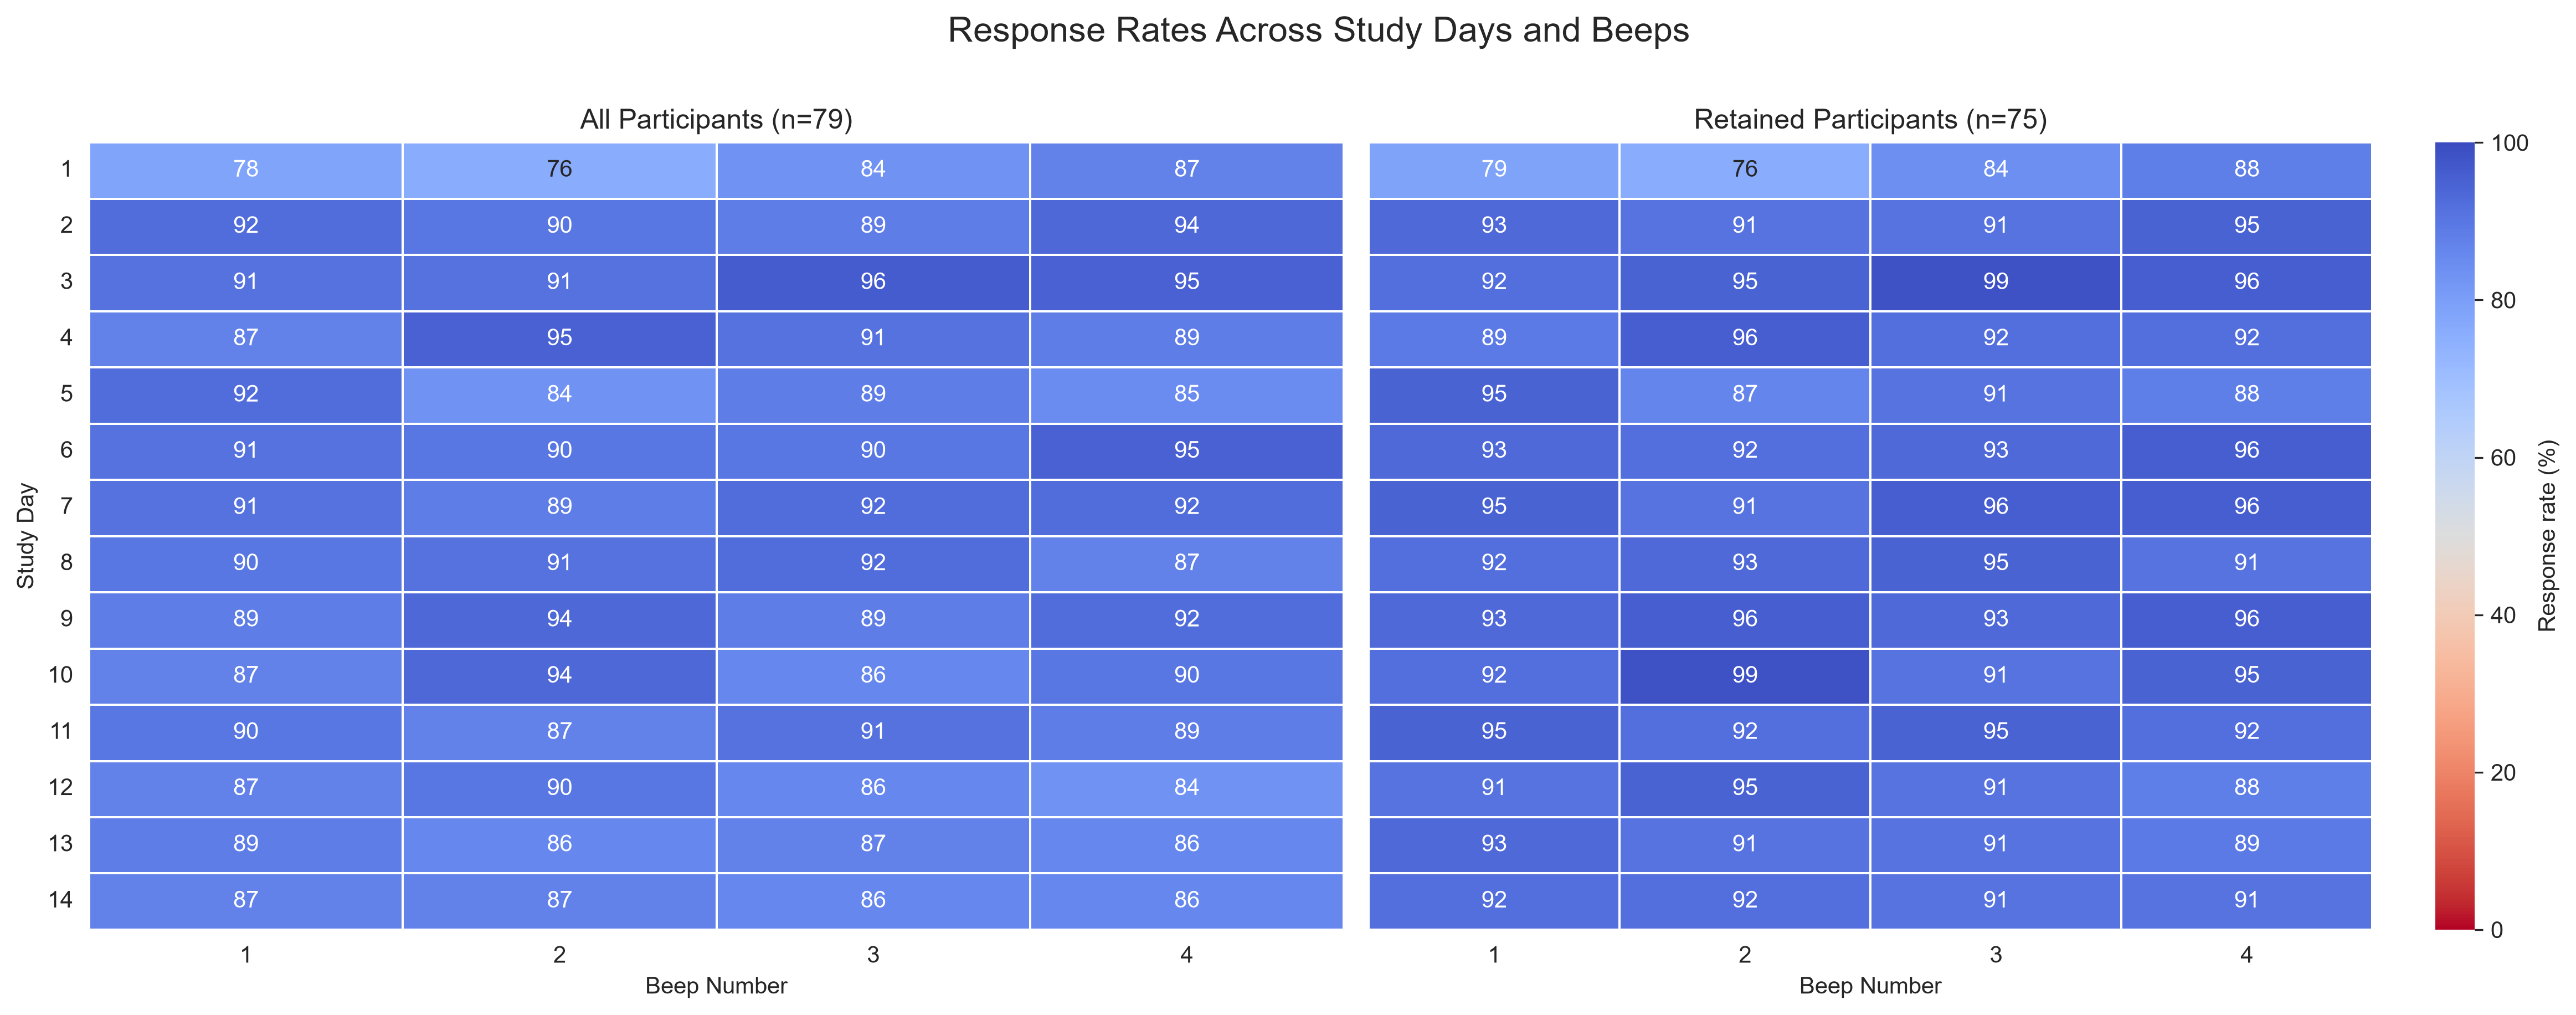 Response Rates Across Study Days and Beeps
All Participants (n=79)
Retained Participants (n=75)
1 78 76 84 87 79 76 84 88
2 92 90 89 94 93 91 91 95
3 91 91 96 95 92 95 99 96
4 87 95 91 89 89 96 92 92
5 92 84 89 85 95 87 91 88
6 91 90 90 95 93 92 93 96
7 91 89 92 92 95 91 96 96
8 90 91 92 87 92 93 95 91
9 89 94 89 92 93 96 93 96
10 87 94 86 90 92 99 91 95
11 90 87 91 89 95 92 95 92
12 87 90 86 84 91 95 91 88
13 89 86 87 86 93 91 91 89
14 87 87 86 86 92 92 91 91
1 2 3 4 1 2 3 4
Study Day
Beep Number
Beep Number
100
80
60
40
20
0
Response rate (%)